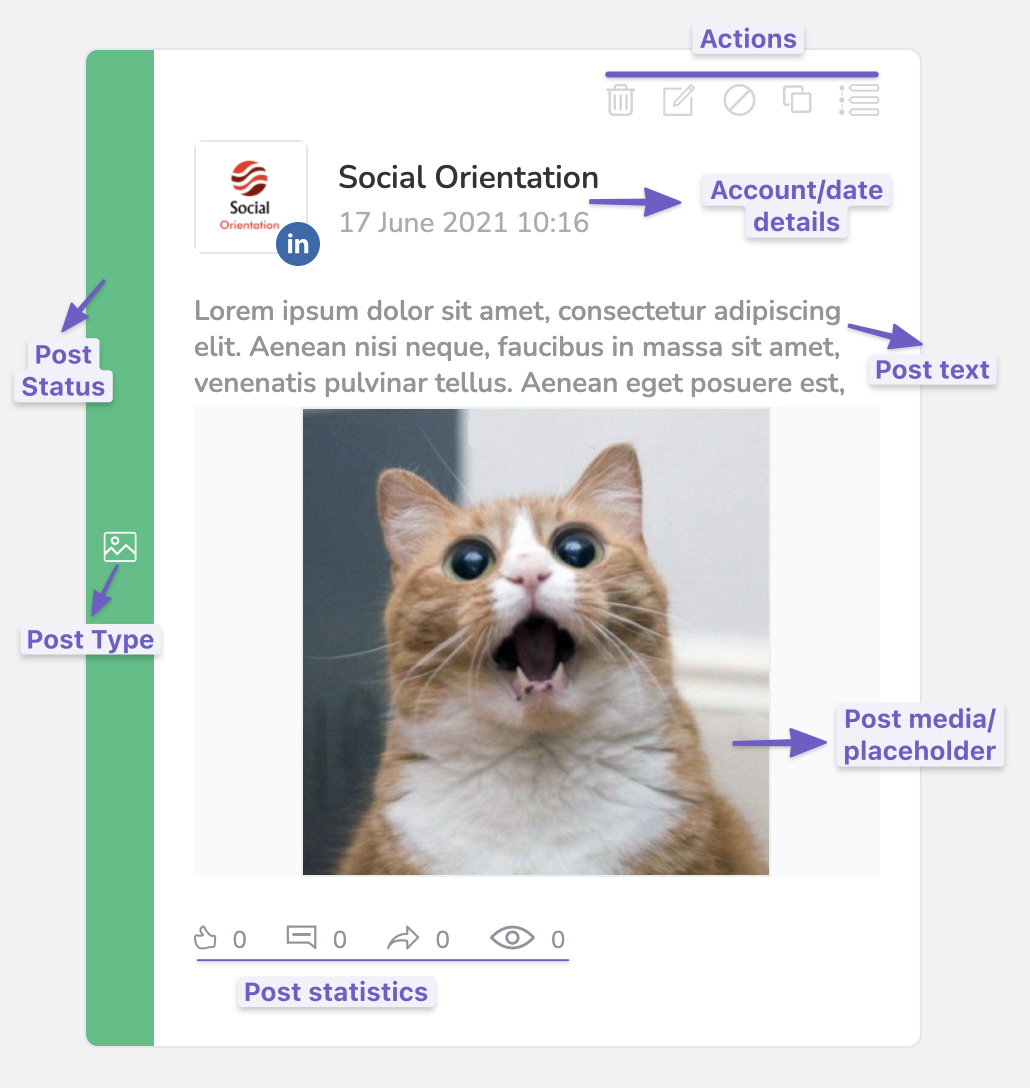 Actions
Social
Orientation
in
Social Orientation
17 June 2021 10:16
Account/date
details
Lorem ipsum dolor sit amet, consectetur adipiscing
elit. Aenean nisi neque, faucibus in massa sit amet,
venenatis pulvinar tellus. Aenean eget posuere est,
Post
Status
Post text
Post Type
Post media/
placeholder
0 0 0 0
Post statistics